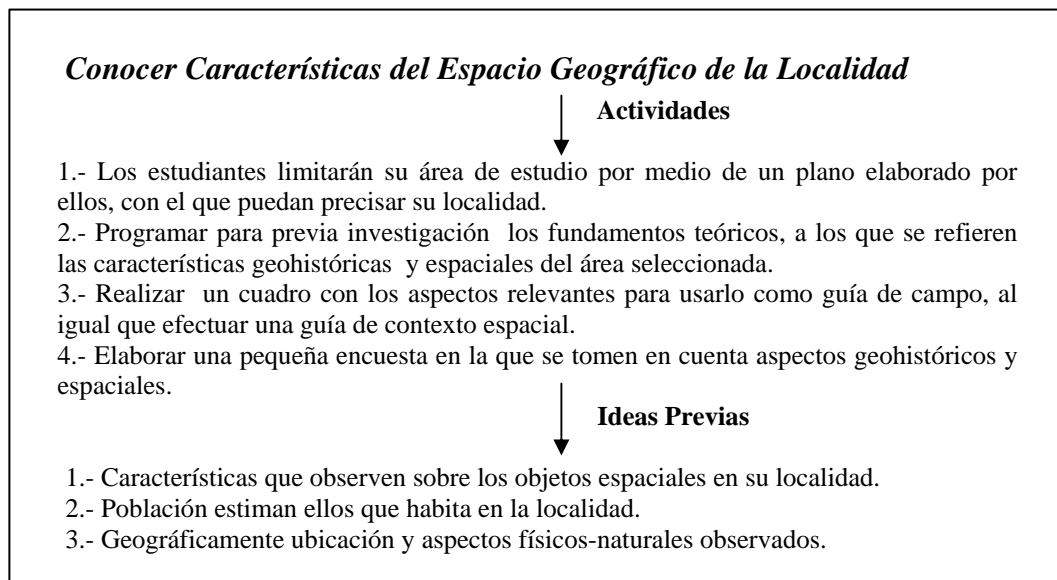 Conocer Características del Espacio Geográfico de la Localidad
Actividades
1.- Los estudiantes limitarán su área de estudio por medio de un plano elaborado por
ellos, con el que puedan precisar su localidad.
2.- Programar para previa investigación los fundamentos teóricos, a los que se refieren
las características geohistóricas y espaciales del área seleccionada.
3.- Realizar un cuadro con los aspectos relevantes para usarlo como guía de campo, al
igual que efectuar una guía de contexto espacial.
4.- Elaborar una pequeña encuesta en la que se tomen en cuenta aspectos geohistóricos y
espaciales.
Ideas Previas
1.- Características que observen sobre los objetos espaciales en su localidad.
2.- Población estiman ellos que habita en la localidad.
3.- Geográficamente ubicación y aspectos físicos-naturales observados.